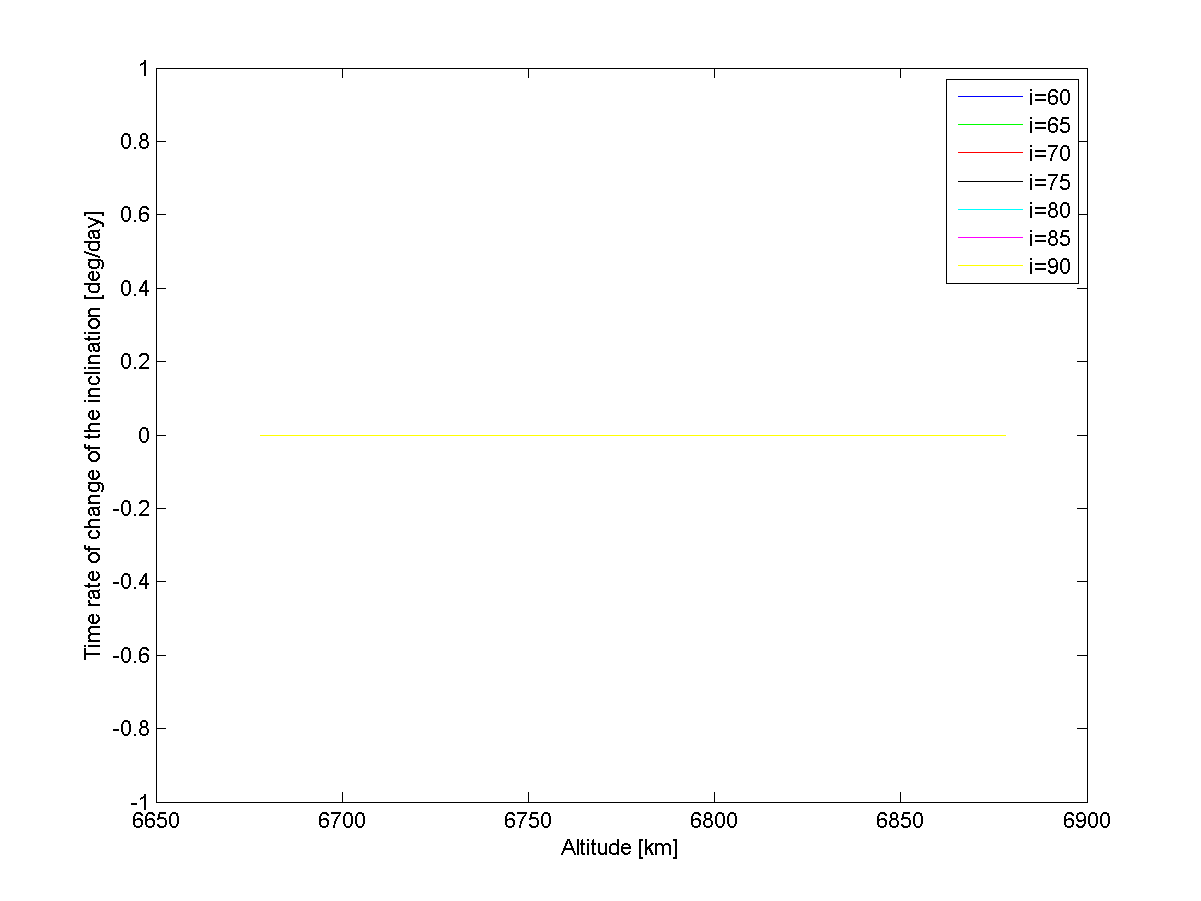 1
0.8
0.6
0.4
0.2
0
-0.2
-0.4
-0.6
-0.8
-1
Time rate of change of the inclination [deg/day]
i=60
i=65
i=70
i=75
i=80
i=85
i=90
6650 6700 6750 6800 6850 6900
Altitude [km]